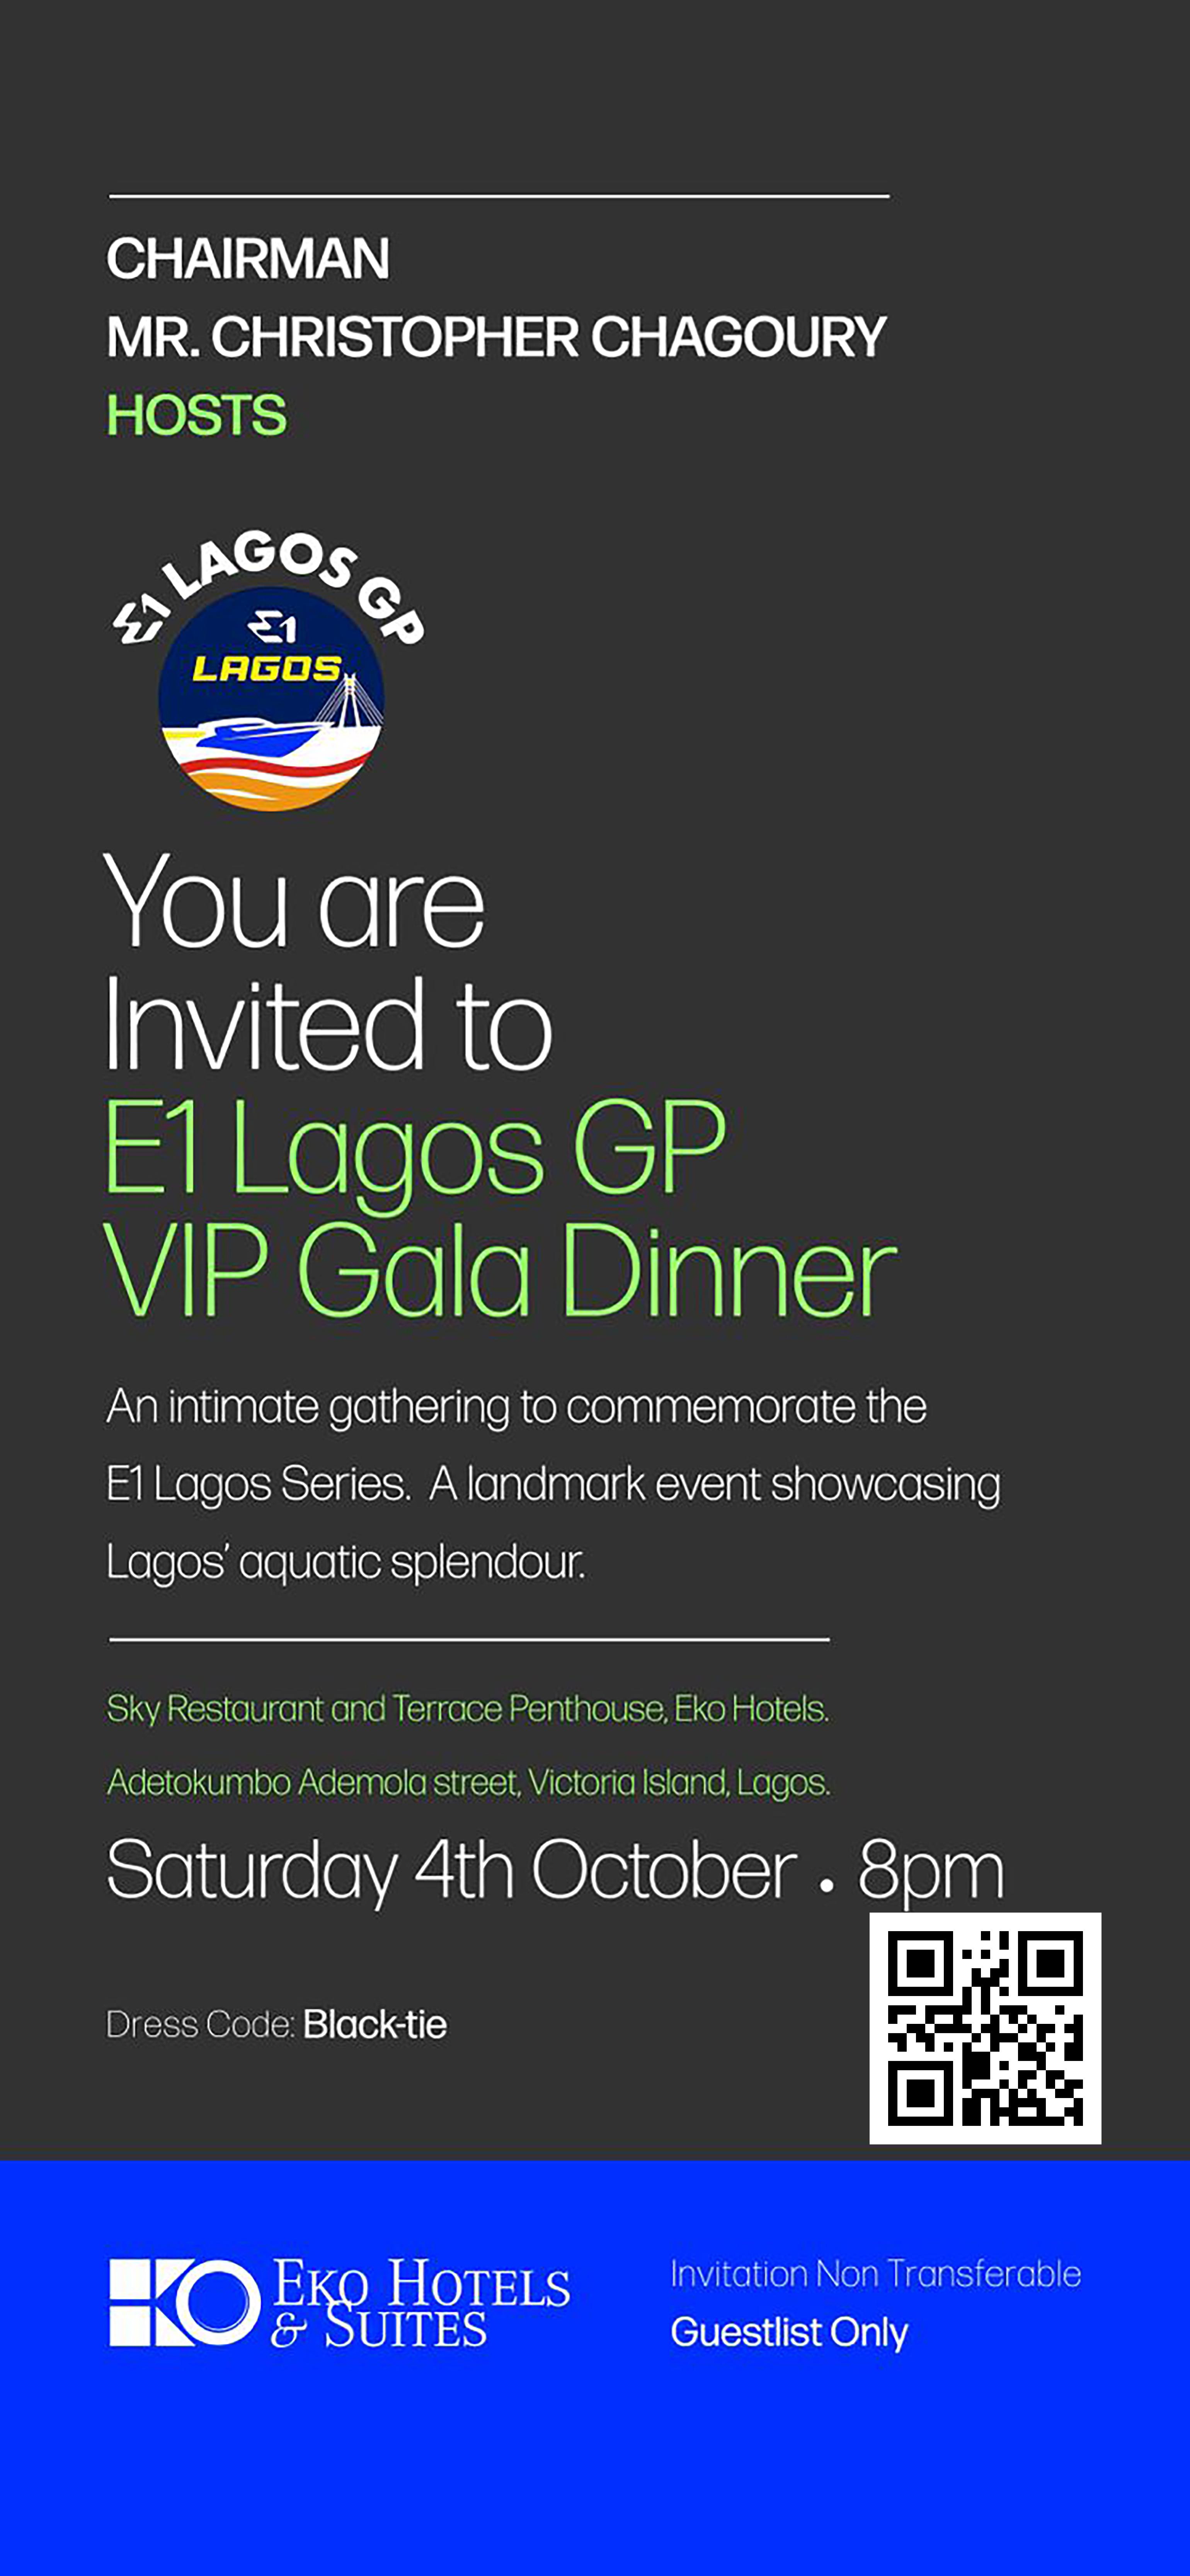 CHAIRMAN
MR. CHRISTOPHER CHAGOURY
HOSTS
E1 LAGOS GP
E1
LAGOS
You are
Invited to
E1 Lagos GP
VIP Gala Dinner
An intimate gathering to commemorate the
E1 Lagos Series. A landmark event showcasing
Lagos’ aquatic splendour.
Sky Restaurant and Terrace Penthouse, Eko Hotels.
Adetokumbo Ademola street, Victoria Island, Lagos.
Saturday 4th October . 8pm
Dress Code: Black-tie
EKO HOTELS
& SUITES
Invitation Non Transferable
Guestlist Only